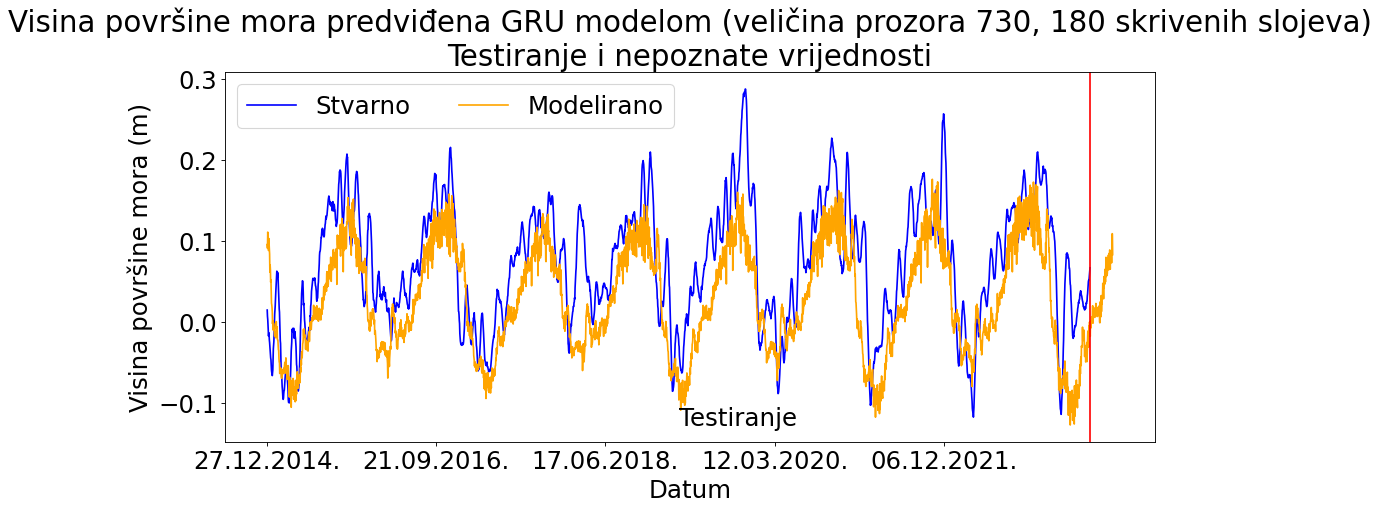 Visina površine mora predviđena GRU modelom (veličina prozora 730, 180 skrivenih slojeva)
Testiranje i nepoznate vrijednosti
Stvarno
Modelirano
Visina površine mora (m)
0.3
0.2
0.1
0.0
−0.1
Testiranje
27.12.2014.
21.09.2016.
17.06.2018.
12.03.2020.
06.12.2021.
Datum